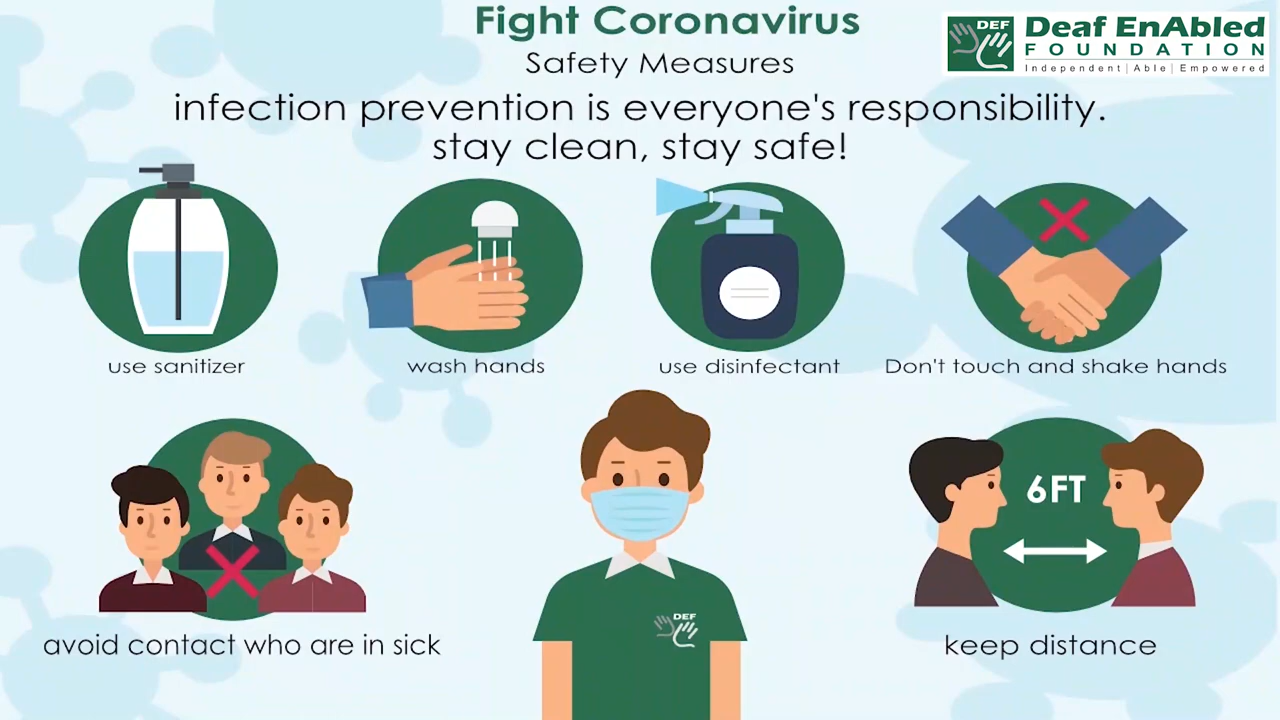 Fight Coronavirus
Safety Measures
infection prevention is everyone's responsibility.
stay clean, stay safe!
DEF
Deaf EnAbled
FOUNDATION
Independent | Able | Empowered
use sanitizer
wash hands
use disinfectant
Don't touch and shake hands
6FT
DEF
avoid contact who are in sick
keep distance